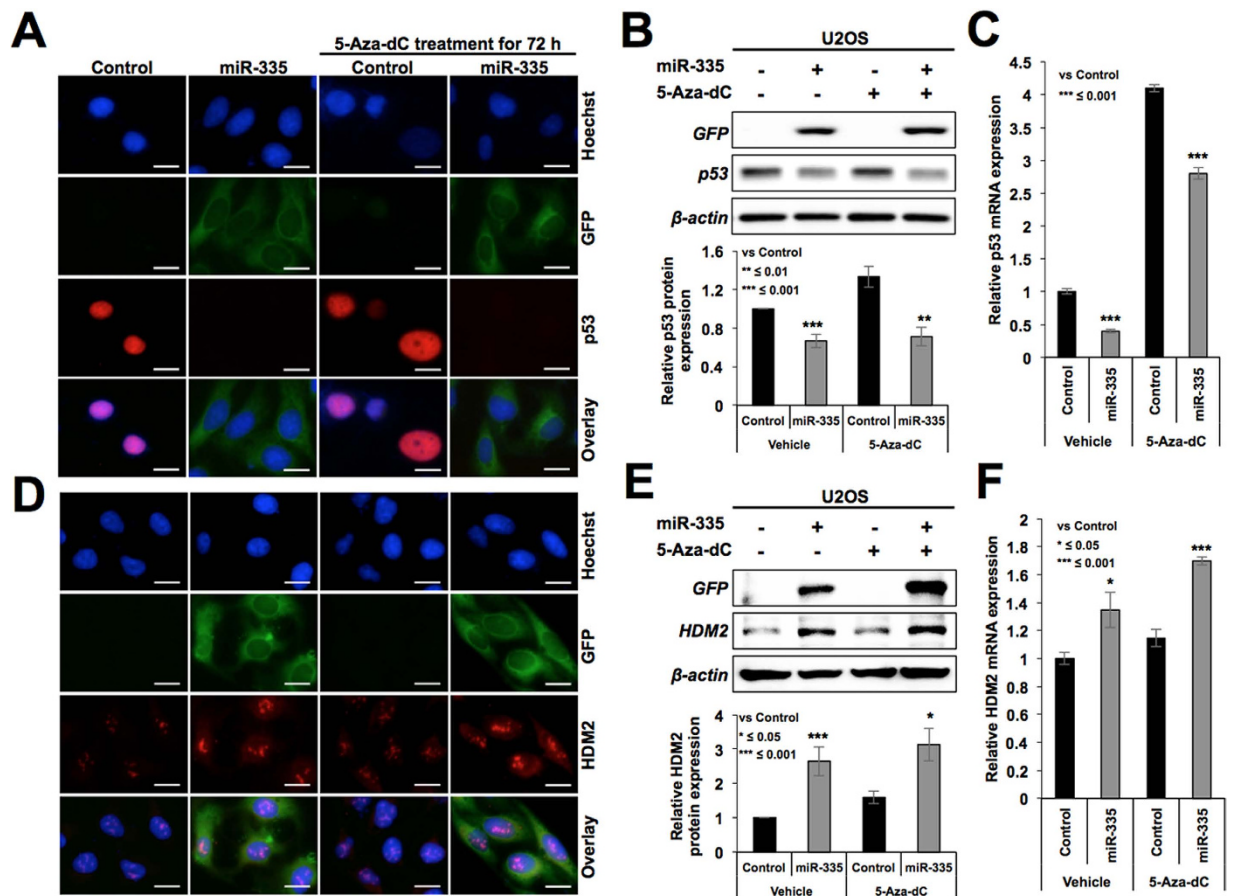 A
5-Aza-dC treatment for 72 h
Control miR-335 Control miR-335
Hoechst
GFP
p53
Overlay
B
U2OS
miR-335 - + - +
5-Aza-dC - - + +
GFP
p53
β-actin
Relative p53 protein
expression
1.6
1.2
0.8
0.4
0
vs Control
** ≤ 0.01
*** ≤ 0.001
***
**
Control miR-335 Control miR-335
Vehicle 5-Aza-dC
C
Relative p53 mRNA expression
4.5
4
3.5
3
2.5
2
1.5
1
0.5
0
vs Control
*** ≤ 0.001
***
***
Control miR-335 Control miR-335
Vehicle 5-Aza-dC
D
Hoechst
GFP
HDM2
Overlay
E
U2OS
miR-335 - + - +
5-Aza-dC - - + +
GFP
HDM2
β-actin
Relative HDM2
protein expression
4
3
2
1
0
vs Control
* ≤ 0.05
*** ≤ 0.001
***
*
Control miR-335 Control miR-335
Vehicle 5-Aza-dC
F
Relative HDM2 mRNA expression
2
1.8
1.6
1.4
1.2
1
0.8
0.6
0.4
0.2
0
vs Control
* ≤ 0.05
*** ≤ 0.001
*
***
Control miR-335 Control miR-335
Vehicle 5-Aza-dC